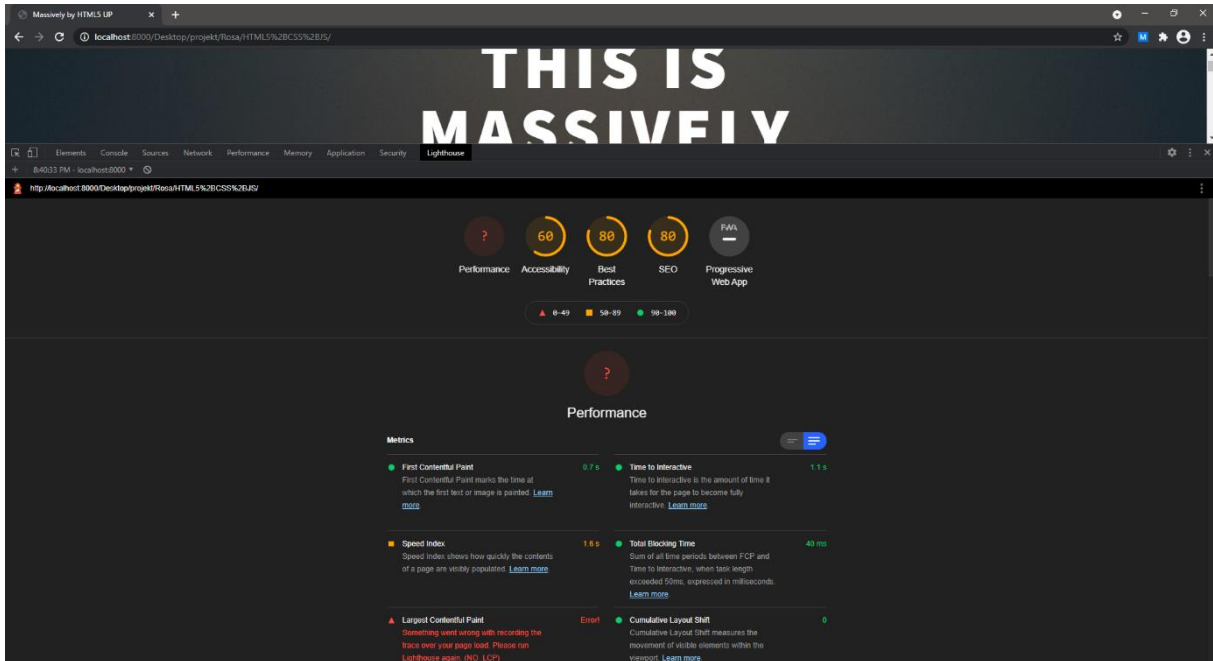 Massively by HTML5 UP
localhost:8000/Desktop/projekt/Rosa/HTML5%2BCSS%2BJS/
THIS IS
MASSIVELY
Elements Console Sources Network Performance Memory Application Security Lighthouse
8:40:33 PM - localhost:8000
http://localhost:8000/Desktop/projekt/Rosa/HTML5%2BCSS%2BJS/
? 60 80 80 PWA
Performance Accessibility Best Practices SEO Progressive Web App
0-49 50-89 90-100
?
Performance
Metrics
First Contentful Paint 0.7 s
First Contentful Paint marks the time at
which the first text or image is painted. Learn
more.
Time to Interactive 1.1 s
Time to interactive is the amount of time it
takes for the page to become fully
interactive. Learn more.
Speed Index 1.6 s
Speed Index shows how quickly the contents
of a page are visibly populated. Learn more.
Total Blocking Time 40 ms
Sum of all time periods between FCP and
Time to Interactive, when task length
exceeded 50ms, expressed in milliseconds.
Learn more.
Largest Contentful Paint Error!
Something went wrong with recording the
trace over your page load. Please run
Lighthouse again. (NO_LCP)
Cumulative Layout Shift 0
Cumulative Layout Shift measures the
movement of visible elements within the
viewport. Learn more.